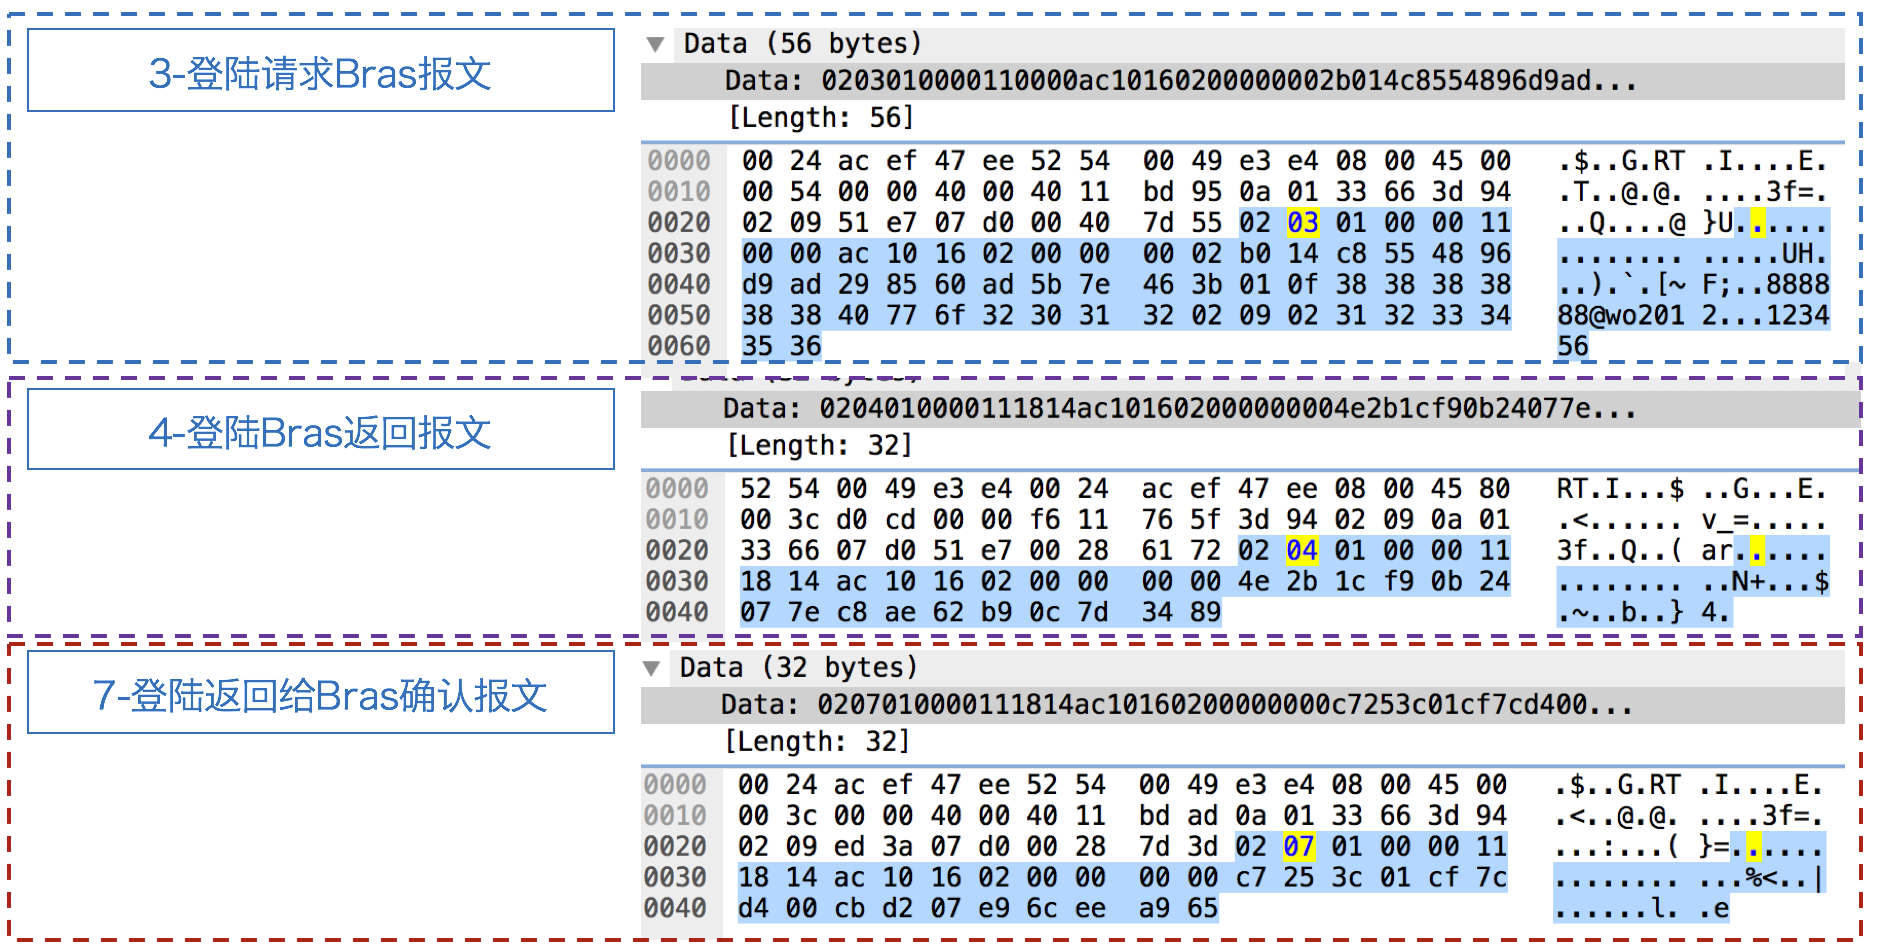 3-登陆请求Bras报文
Data (56 bytes)
Data: 0203010000110000ac10160200000002b014c8554896d9ad...
[Length: 56]
0000 00 24 ac ef 47 ee 52 54 00 49 e3 e4 08 00 45 00 .$..G.RT .I....E.
0010 00 54 00 00 40 00 40 11 bd 95 0a 01 33 66 3d 94 .T..@.@. ....3f=.
0020 02 09 51 e7 07 d0 00 40 7d 55 02 03 01 00 00 11 ..Q....@ }U......
0030 00 00 ac 10 16 02 00 00 00 02 b0 14 c8 55 48 96 ........ .....UH.
0040 d9 ad 29 85 60 ad 5b 7e 46 3b 01 0f 38 38 38 38 ..).`.[~ F;..8888
0050 38 38 40 77 6f 32 30 31 32 02 09 02 31 32 33 34 88@wo201 2...1234
0060 35 36 56
4-登陆Bras返回报文
Data: 0204010000111814ac101602000000004e2b1cf90b24077e...
[Length: 32]
0000 52 54 00 49 e3 e4 00 24 ac ef 47 ee 08 00 45 80 RT.I...$ ..G...E.
0010 00 3c d0 cd 00 00 f6 11 76 5f 3d 94 02 09 0a 01 .<...... v_=.....
0020 33 66 07 d0 51 e7 00 28 61 72 02 04 01 00 00 11 3f..Q..( ar......
0030 18 14 ac 10 16 02 00 00 00 00 4e 2b 1c f9 0b 24 ........ ..N+...$
0040 07 7e c8 ae 62 b9 0c 7d 34 89 .~..b..} 4.
7-登陆返回给Bras确认报文
Data (32 bytes)
Data: 0207010000111814ac10160200000000c7253c01cf7cd400...
[Length: 32]
0000 00 24 ac ef 47 ee 52 54 00 49 e3 e4 08 00 45 00 .$..G.RT .I....E.
0010 00 3c 00 00 40 00 40 11 bd ad 0a 01 33 66 3d 94 .<..@.@. ....3f=.
0020 02 09 ed 3a 07 d0 00 28 7d 3d 02 07 01 00 00 11 ...:...( }=......
0030 18 14 ac 10 16 02 00 00 00 00 c7 25 3c 01 cf 7c ........ ...%<..|
0040 d4 00 cb d2 07 e9 6c ee a9 65 ......l. .e